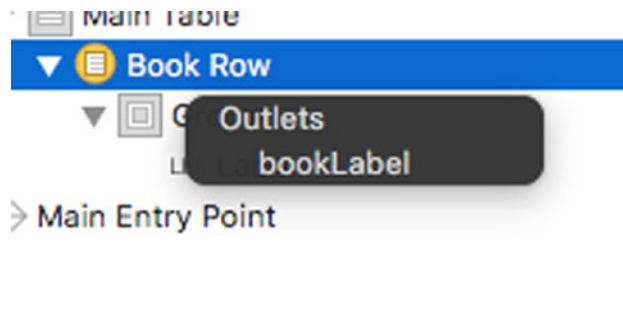 Main Table
Book Row
Outlets
bookLabel
Main Entry Point